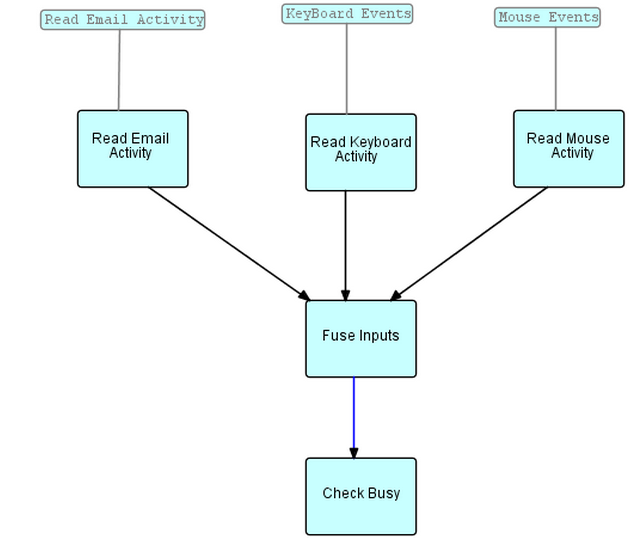 Read Email Activity
KeyBoard Events
Mouse Events
Read Email
Activity
Read Keyboard
Activity
Read Mouse
Activity
Fuse Inputs
Check Busy